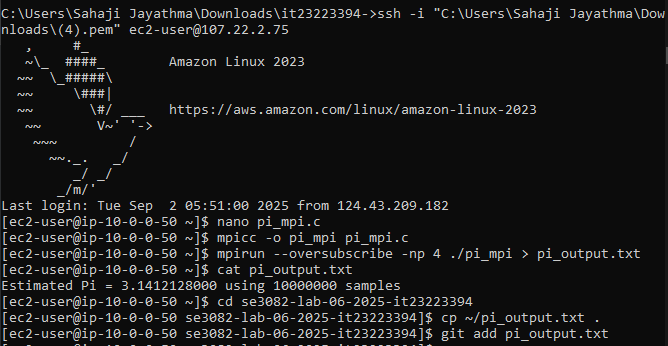 C:\Users\Sahaji Jayathma\Downloads\it23223394->ssh -i "C:\Users\Sahaji Jayathma\Dow
nloads\(4).pem" ec2-user@107.22.2.75
   ,     #_
   ~\_  ####_        Amazon Linux 2023
  ~~  \_#####\
  ~~     \###|
  ~~       \#/ ___   https://aws.amazon.com/linux/amazon-linux-2023
   ~~       V~' '->
    ~~~         /
      ~~._.   _/
         _/ _/
       _/m/'
Last login: Tue Sep  2 05:51:00 2025 from 124.43.209.182
[ec2-user@ip-10-0-0-50 ~]$ nano pi_mpi.c
[ec2-user@ip-10-0-0-50 ~]$ mpicc -o pi_mpi pi_mpi.c
[ec2-user@ip-10-0-0-50 ~]$ mpirun --oversubscribe -np 4 ./pi_mpi > pi_output.txt
[ec2-user@ip-10-0-0-50 ~]$ cat pi_output.txt
Estimated Pi = 3.1412128000 using 10000000 samples
[ec2-user@ip-10-0-0-50 ~]$ cd se3082-lab-06-2025-it23223394
[ec2-user@ip-10-0-0-50 se3082-lab-06-2025-it23223394]$ cp ~/pi_output.txt .
[ec2-user@ip-10-0-0-50 se3082-lab-06-2025-it23223394]$ git add pi_output.txt